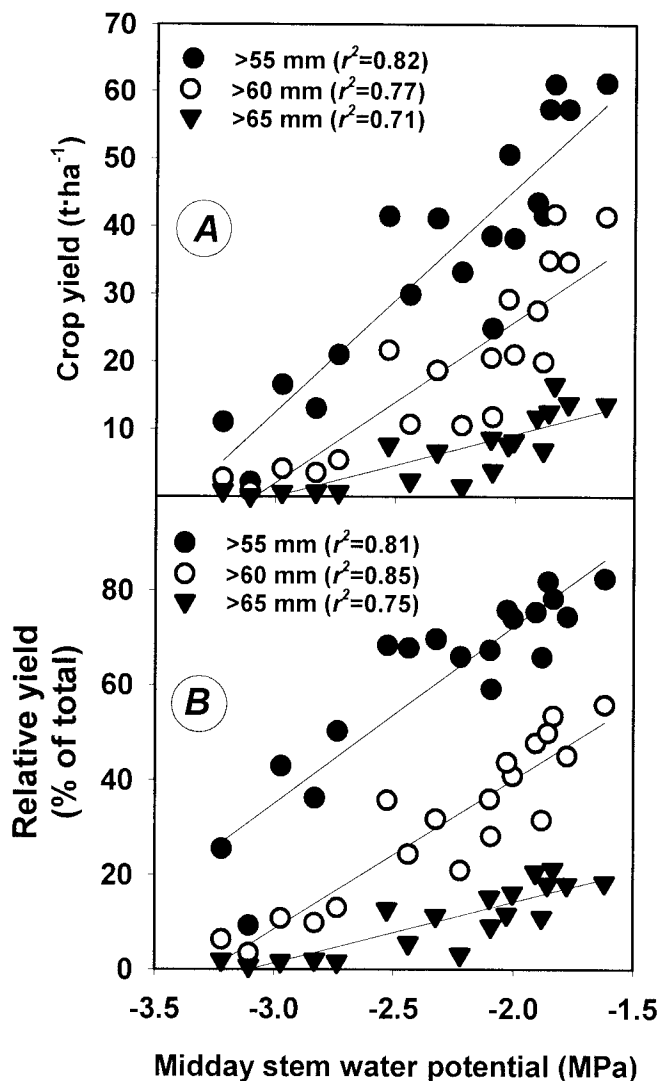 70
60
50
40
30
20
10
Crop yield (t·ha⁻¹)
>55 mm (r²=0.82)
>60 mm (r²=0.77)
>65 mm (r²=0.71)
A
80
60
40
20
0
Relative yield
(% of total)
>55 mm (r²=0.81)
>60 mm (r²=0.85)
>65 mm (r²=0.75)
B
-3.5 -3.0 -2.5 -2.0 -1.5
Midday stem water potential (MPa)